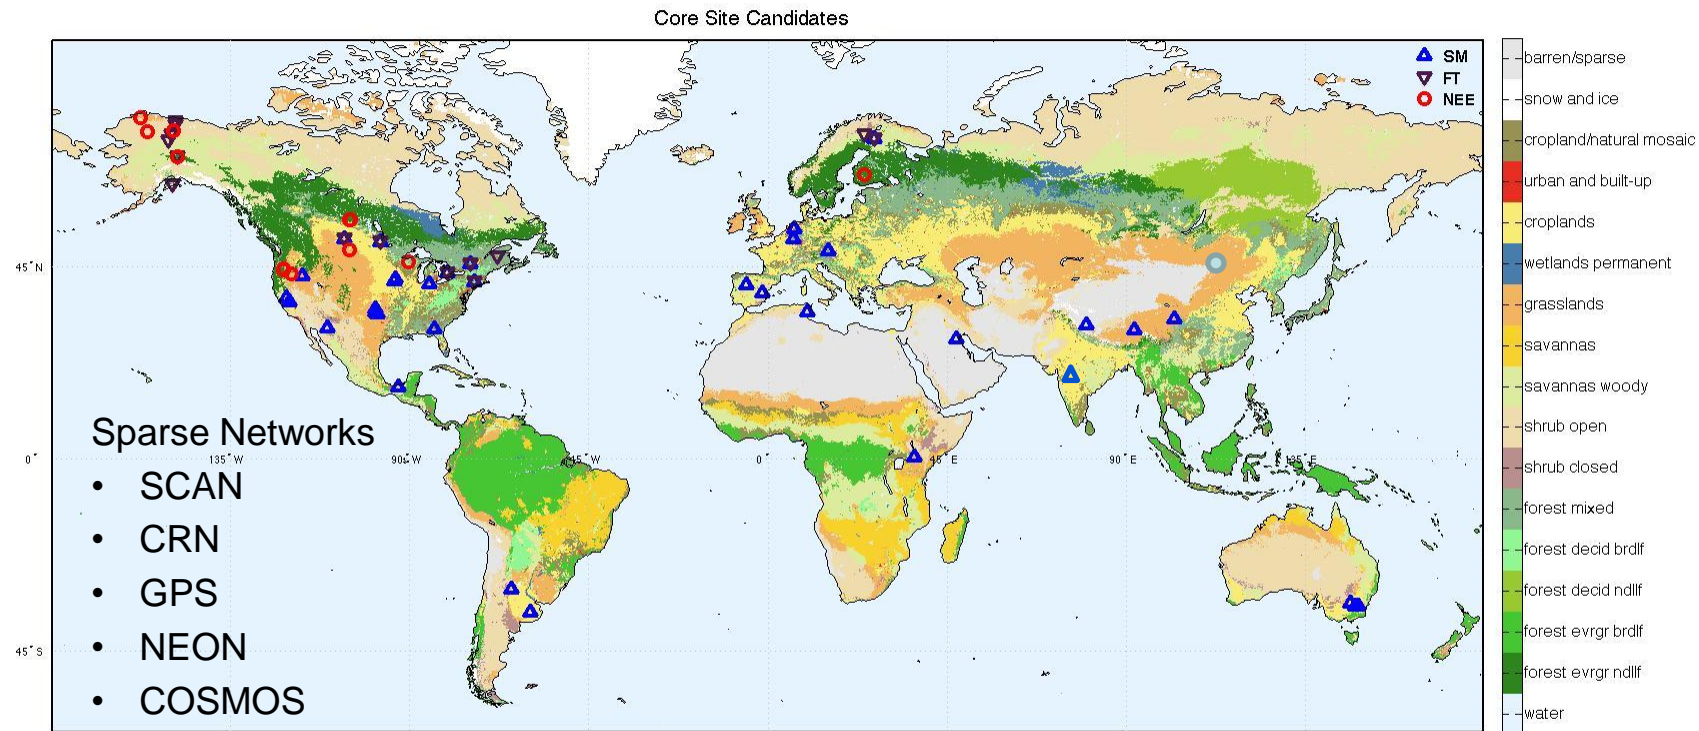 Core Site Candidates
SM
FT
NEE
45°N
0°
45°S
135°W
90°W
45°W
0°
45°E
90°E
135°E
Sparse Networks
• SCAN
• CRN
• GPS
• NEON
• COSMOS
barren/sparse
snow and ice
cropland/natural mosaic
urban and built-up
croplands
wetlands permanent
grasslands
savannas
savannas woody
shrub open
shrub closed
forest mixed
forest decid brdlf
forest decid ndllf
forest evrgr brdlf
forest evrgr ndllf
water